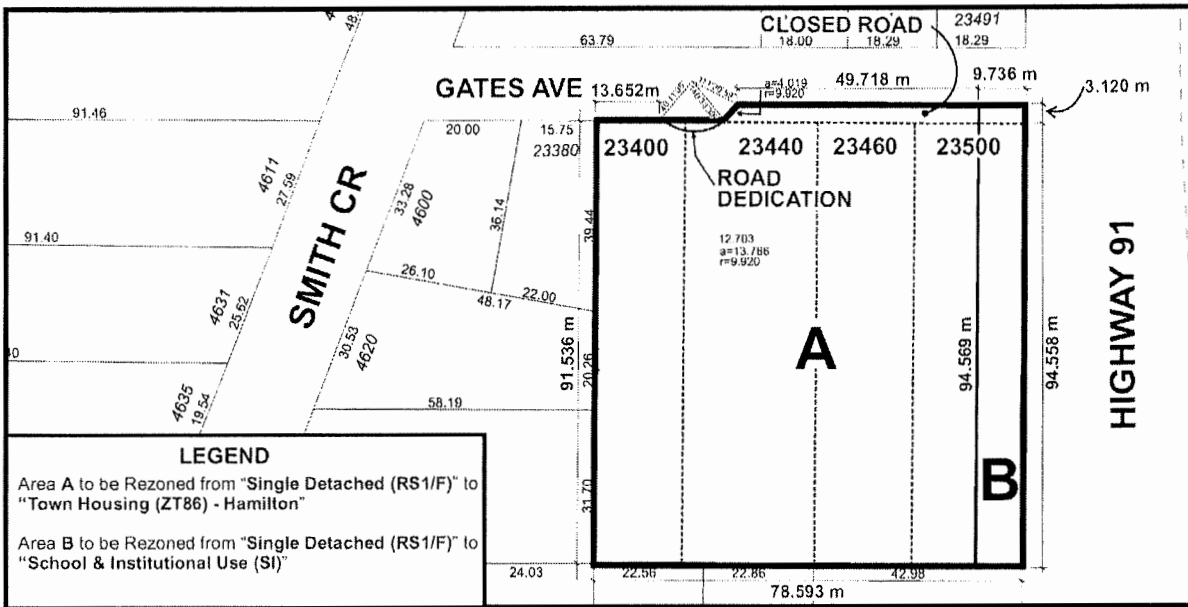 CLOSED ROAD
23491
63.79
18.00
18.29
18.29
GATES AVE
13.652m
a=4.019
r=9.920
49.718 m
9.736 m
3.120 m
91.46
20.00
15.75
23380
23400
23440
23460
23500
ROAD
DEDICATION
12.703
a=13.786
r=9.920
4611
27.59
SMITH CR
33.28
4600
36.14
39.44
91.40
26.10
22.00
48.17
4631
25.62
30.53
4620
91.536 m
20.26
A
94.569 m
94.558 m
HIGHWAY 91
4635
19.54
58.19
31.70
B
24.03
22.56
22.86
42.98
78.593 m
LEGEND
Area A to be Rezoned from "Single Detached (RS1/F)" to
"Town Housing (ZT86) - Hamilton"
Area B to be Rezoned from "Single Detached (RS1/F)" to
"School & Institutional Use (SI)"